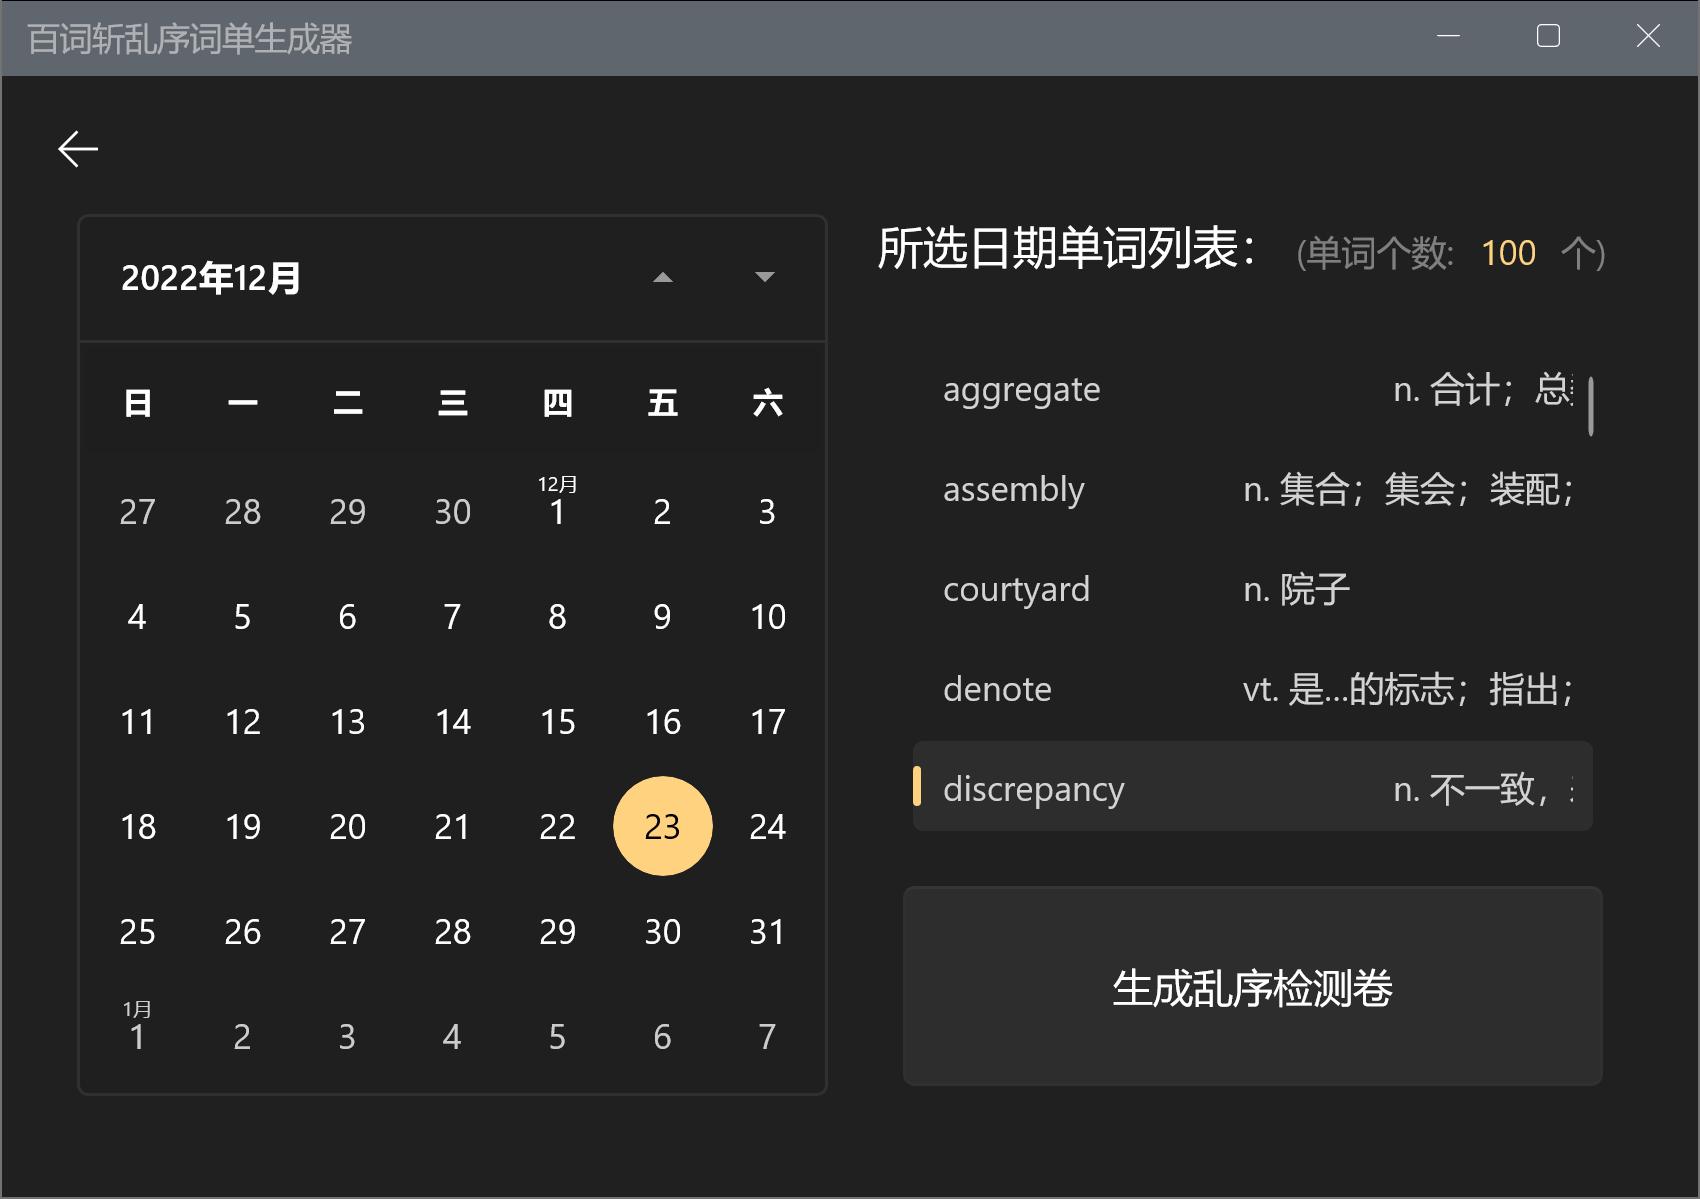 百词斩乱序词单生成器
2022年12月
日 一 二 三 四 五 六
12月
27 28 29 30 1 2 3
4 5 6 7 8 9 10
11 12 13 14 15 16 17
18 19 20 21 22 23 24
25 26 27 28 29 30 31
1月
1 2 3 4 5 6 7
所选日期单词列表： (单词个数: 100 个)
aggregate n. 合计；总
assembly n. 集合；集会；装配；
courtyard n. 院子
denote vt. 是...的标志；指出；
discrepancy n. 不一致，
生成乱序检测卷